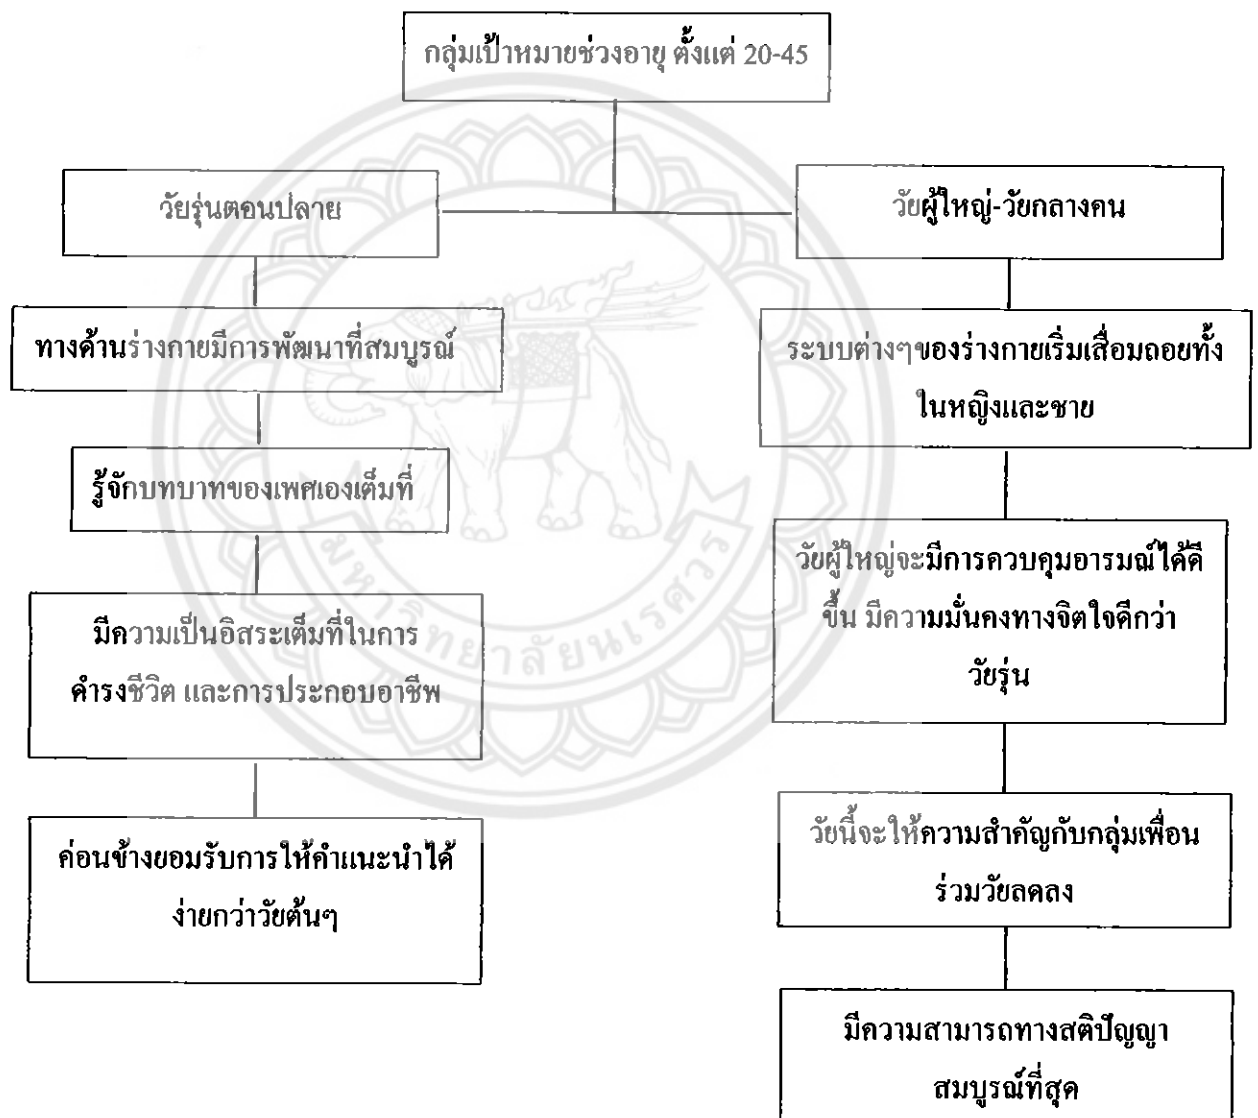 กลุ่มเป้าหมายช่วงอายุ ตั้งแต่ 20-45
วัยรุ่นตอนปลาย
ทางด้านร่างกายมีการพัฒนาที่สมบูรณ์
รู้จักบทบาทของเพศเองเต็มที่
มีความเป็นอิสระเต็มที่ในการ
ดำรงชีวิต และการประกอบอาชีพ
ค่อนข้างยอมรับการให้คำแนะนำได้
ง่ายกว่าวัยต้นๆ
วัยผู้ใหญ่-วัยกลางคน
ระบบต่างๆของร่างกายเริ่มเสื่อมถอยทั้ง
ในหญิงและชาย
วัยผู้ใหญ่จะมีการควบคุมอารมณ์ได้ดี
ขึ้น มีความมั่นคงทางจิตใจดีกว่า
วัยรุ่น
วัยนี้จะให้ความสำคัญกับกลุ่มเพื่อน
ร่วมวัยลดลง
มีความสามารถทางสติปัญญา
สมบูรณ์ที่สุด
มหาวิทยาลัยนเรศวร